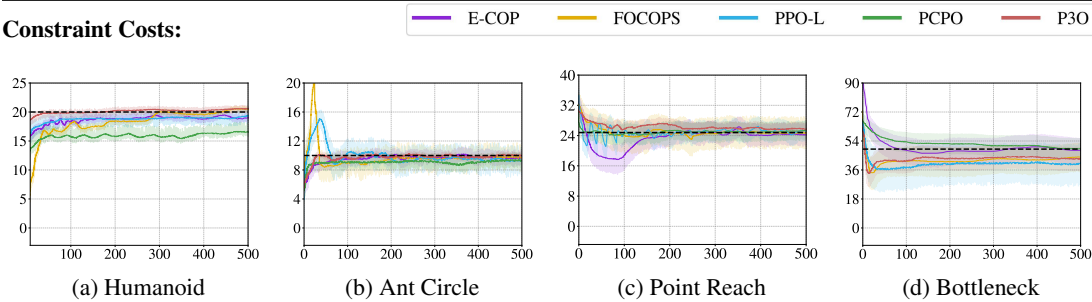 E-COP FOCOPS PPO-L PCPO P3O
Constraint Costs:
25
20
15
10
5
0
100 200 300 400 500
(a) Humanoid
20
16
12
8
4
0
100 200 300 400 500
(b) Ant Circle
40
32
24
16
8
0
0 100 200 300 400 500
(c) Point Reach
90
72
54
36
18
0
0 100 200 300 400 500
(d) Bottleneck